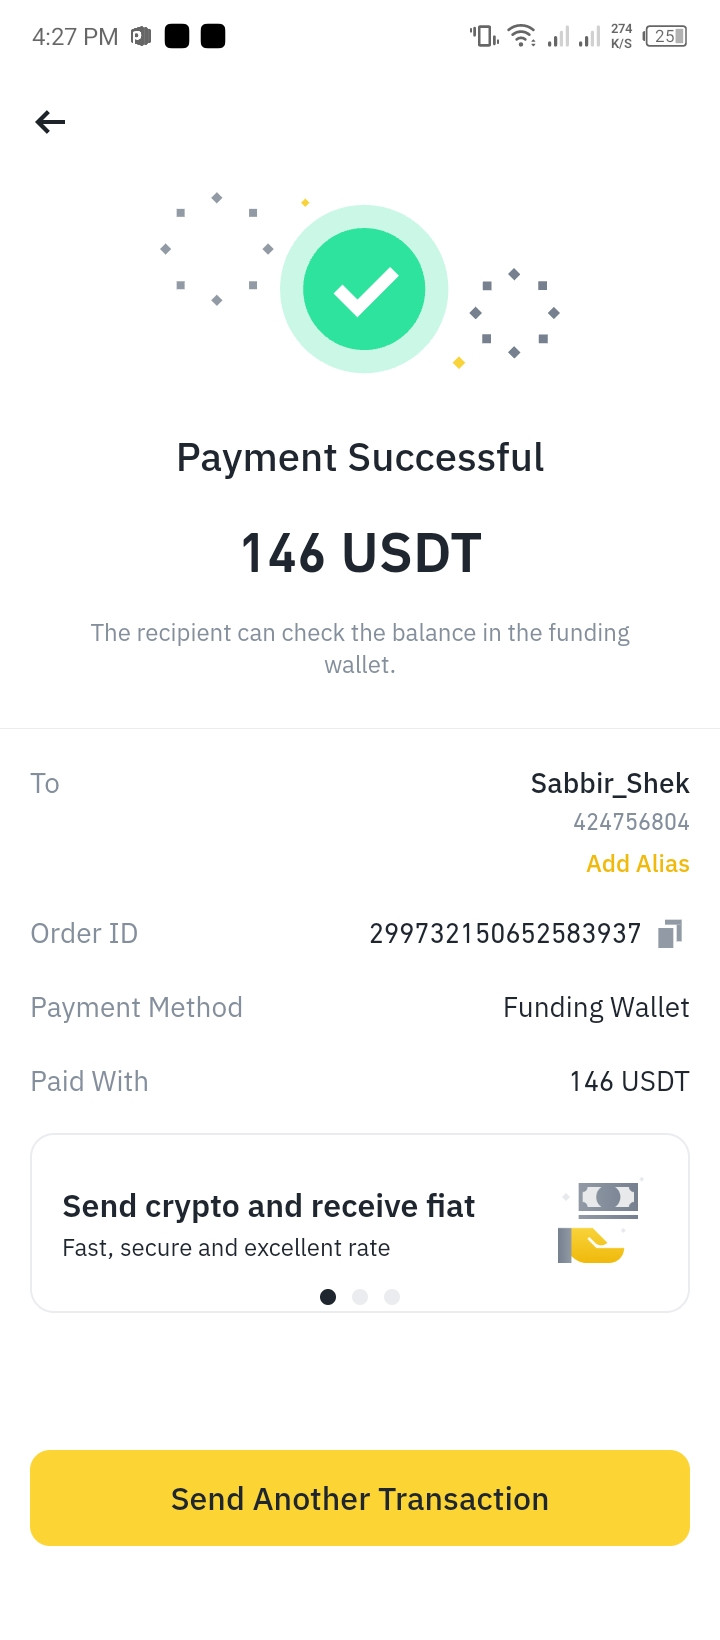 4:27 PM
274
K/S
25
Payment Successful
146 USDT
The recipient can check the balance in the funding
wallet.
To
Sabbir_Shek
424756804
Add Alias
Order ID
299732150652583937
Payment Method
Funding Wallet
Paid With
146 USDT
Send crypto and receive fiat
Fast, secure and excellent rate
Send Another Transaction